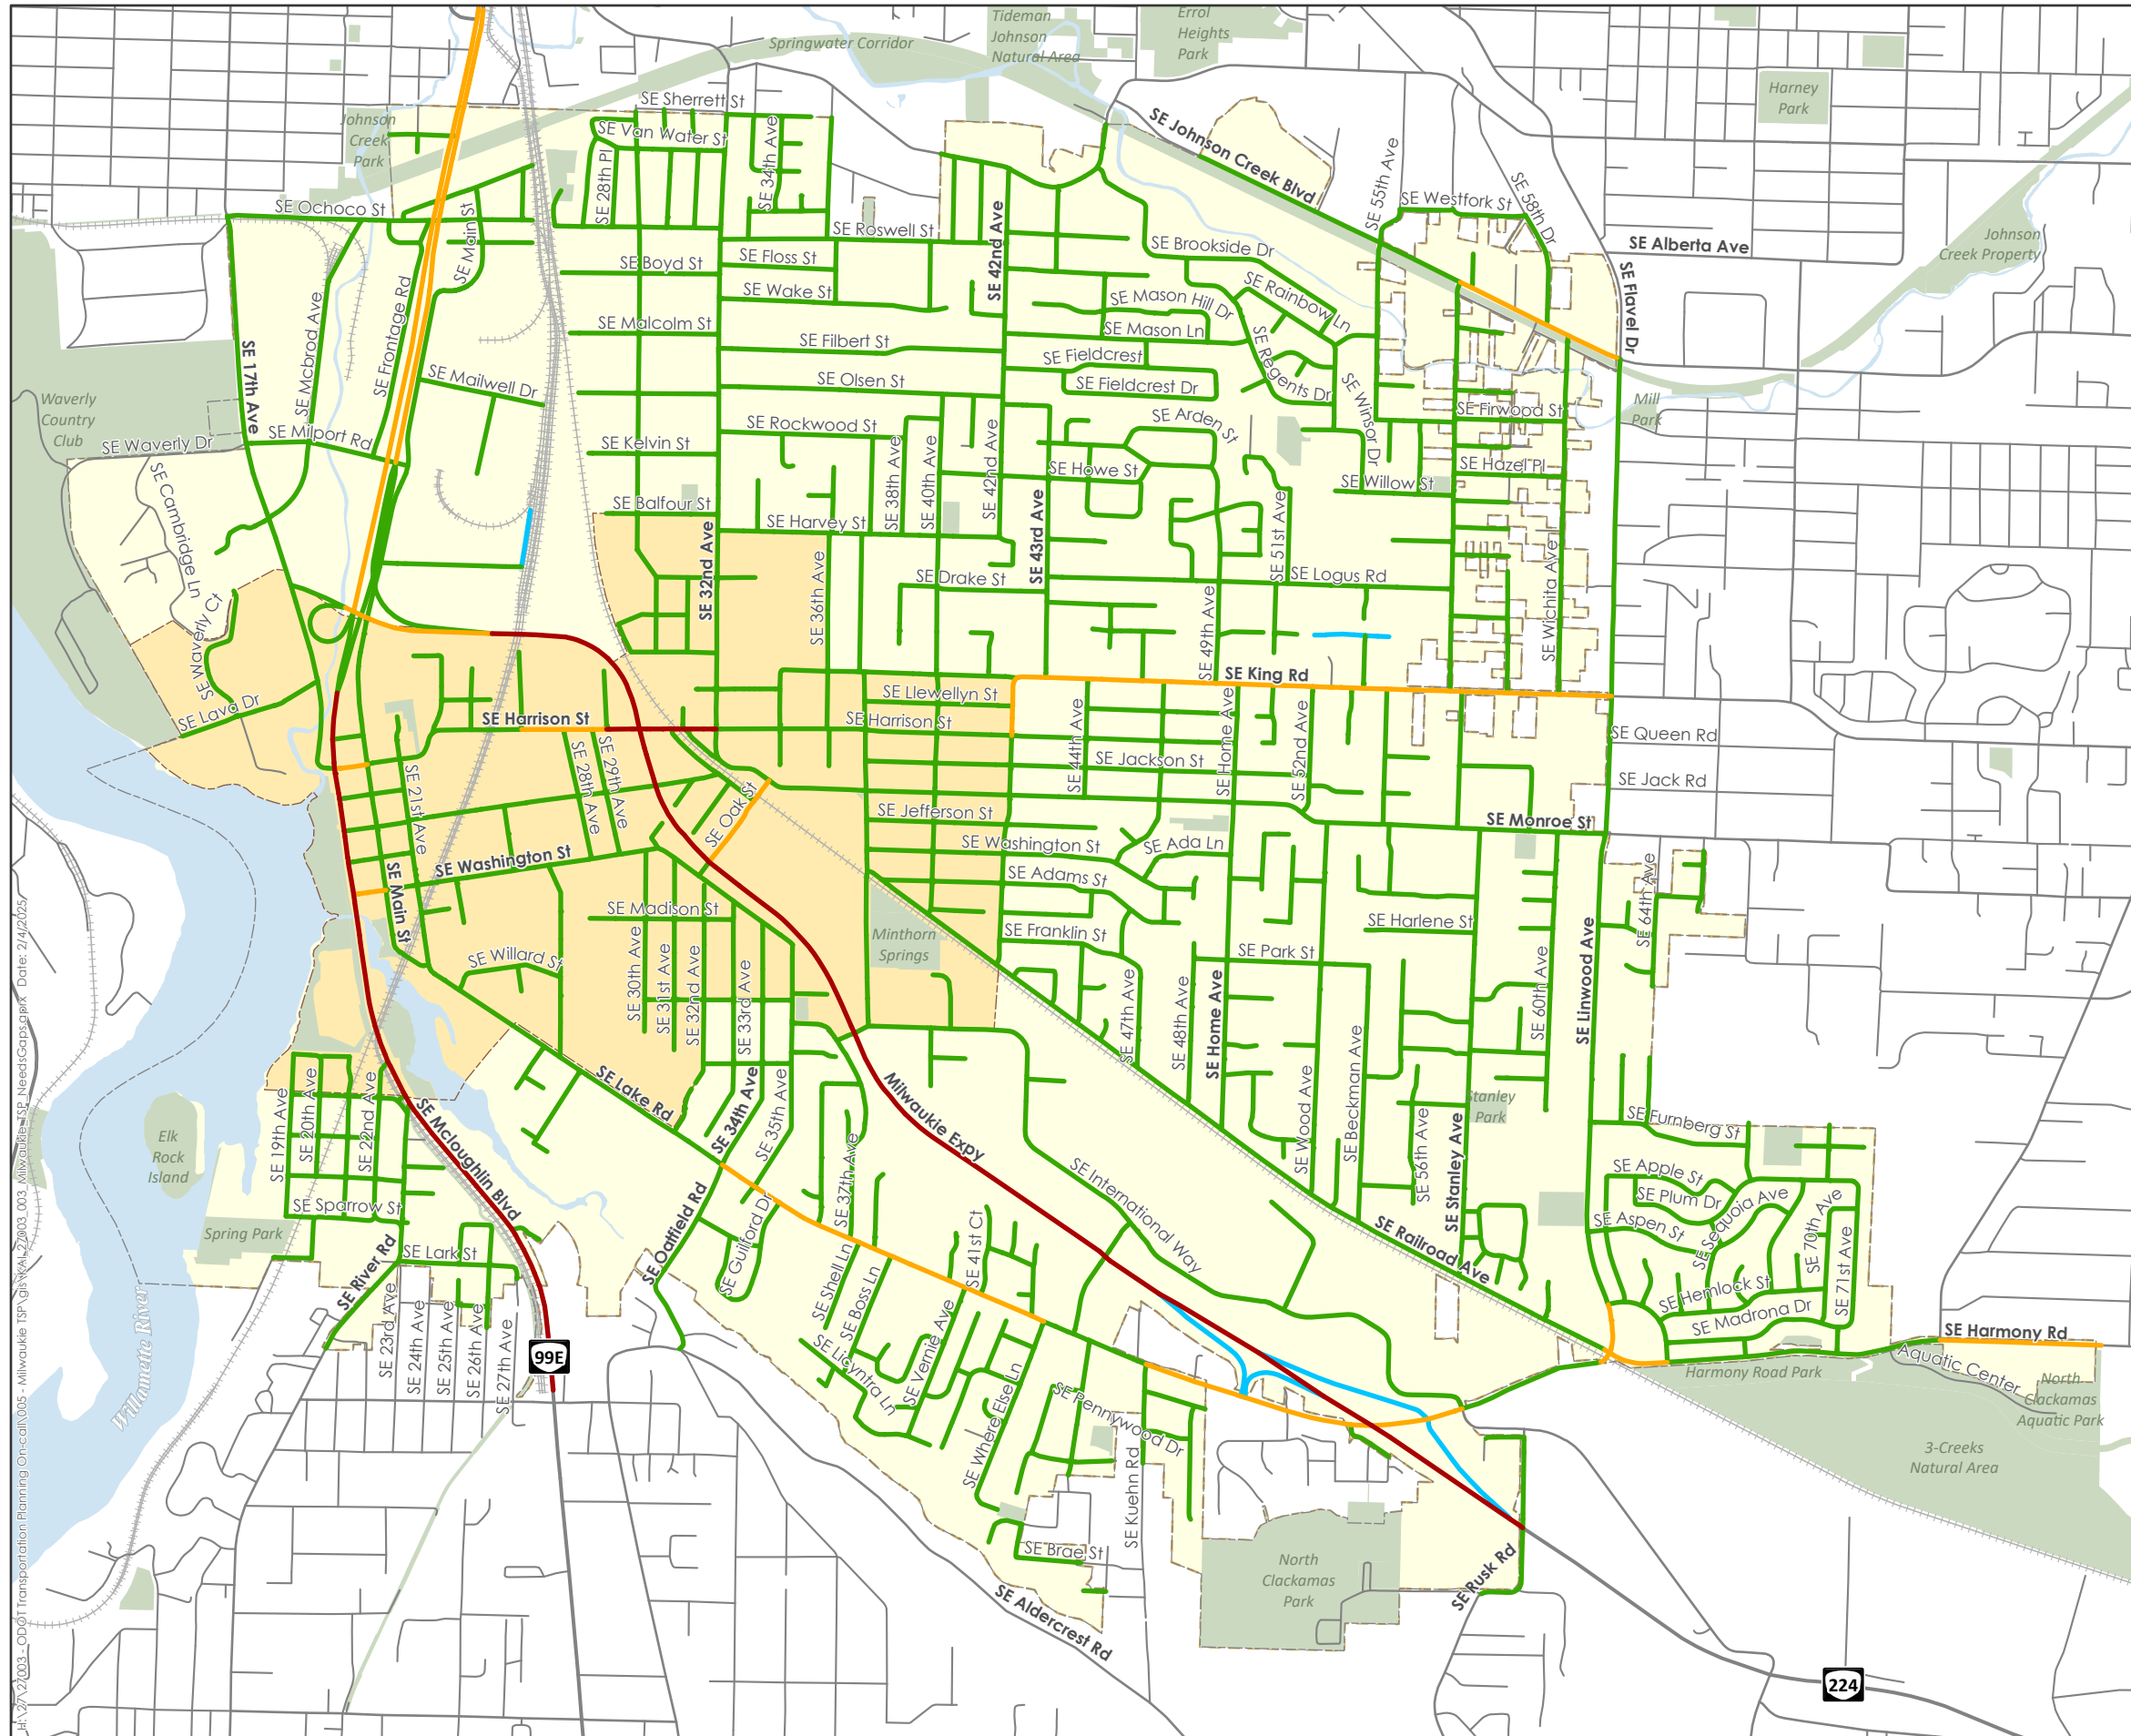 Tideman
Johnson
Natural Area
Errol
Heights
Park
Springwater Corridor
Harney
Park
Johnson
Creek
Park
SE Sherrett St
SE Van Water St
SE 34th Ave
SE 28th Pl
SE Johnson Creek Blvd
SE 55th Ave
SE Westfork St
SE 58th Dr
SE Ochoco St
SE Main St
SE Roswell St
SE 42nd Ave
SE Brookside Dr
SE Alberta Ave
Johnson
Creek Property
SE Boyd St
SE Floss St
SE Flavel Dr
SE Frontage Rd
SE Mcbrod Ave
SE 17th Ave
SE Wake St
SE Mason Hill Dr
SE Rainbow Ln
SE Malcolm St
SE Mason Ln
SE Filbert St
SE Fieldcrest
SE Regents Dr
SE Mailwell Dr
SE Olsen St
SE Fieldcrest Dr
SE Winsor Dr
Waverly
Country
Club
SE Waverly Dr
SE Milport Rd
SE Rockwood St
SE Arden St
SE Firwood St
Mill
Park
SE Kelvin St
SE 38th Ave
SE 40th Ave
SE 42nd Ave
SE Howe St
SE Hazel Pl
SE Willow St
SE Cambridge Ln
SE Balfour St
SE Harvey St
SE 32nd Ave
SE 36th Ave
SE 43rd Ave
SE 51st Ave
SE Drake St
SE Logus Rd
SE Wichita Ave
SE 49th Ave
SE Waverly Ct
SE Lava Dr
SE King Rd
SE Llewellyn St
SE Harrison St
SE Harrison St
SE 44th Ave
SE Home Ave
SE 52nd Ave
SE Queen Rd
SE Jackson St
SE Jack Rd
SE 21st Ave
SE 28th Ave
SE 29th Ave
SE Oak St
SE Jefferson St
SE Monroe St
SE Washington St
SE Washington St
SE Ada Ln
SE Main St
SE Adams St
SE 64th Ave
SE Madison St
SE Harlene St
SE Franklin St
Minthorn
Springs
SE Park St
SE Willard St
SE 30th Ave
SE 31st Ave
SE 32nd Ave
SE 33rd Ave
SE 47th Ave
SE 48th Ave
SE Home Ave
SE 60th Ave
SE Linwood Ave
SE Beckman Ave
SE Wood Ave
SE Lake Rd
SE 34th Ave
SE 35th Ave
Milwaukie Expy
SE 19th Ave
SE 20th Ave
SE 22nd Ave
SE Mcloughlin Blvd
Stanley
Park
SE Furnberg St
SE 56th Ave
SE Stanley Ave
Elk
Rock
Island
SE 37th Ave
SE International Way
SE Apple St
SE Plum Dr
SE Sequoia Ave
SE Aspen St
SE 70th Ave
SE 71st Ave
SE Sparrow St
Spring Park
SE Oatfield Rd
SE Guilford Dr
SE Railroad Ave
SE River Rd
SE Lark St
SE Shell Ln
SE Boss Ln
SE 41st Ct
SE Hemlock St
SE Madrona Dr
SE Harmony Rd
SE 23rd Ave
SE 24th Ave
SE 25th Ave
SE 26th Ave
SE 27th Ave
99E
SE Licyntra Ln
SE Vernie Ave
SE Where Else Ln
SE Pennywood Dr
SE Kuehn Rd
Harmony Road Park
Aquatic Center
North
Clackamas
Aquatic Park
3-Creeks
Natural Area
Willamette River
SE Brae St
North
Clackamas
Park
SE Rusk Rd
SE Aldercrest Rd
224
H:\27\27003 - ODOT Transportation Planning On-call\005 - Milwaukie TSP\gis\KAI_27003_003_Milwaukie_TSP_NeedsGaps.aprx Date: 2/4/2025